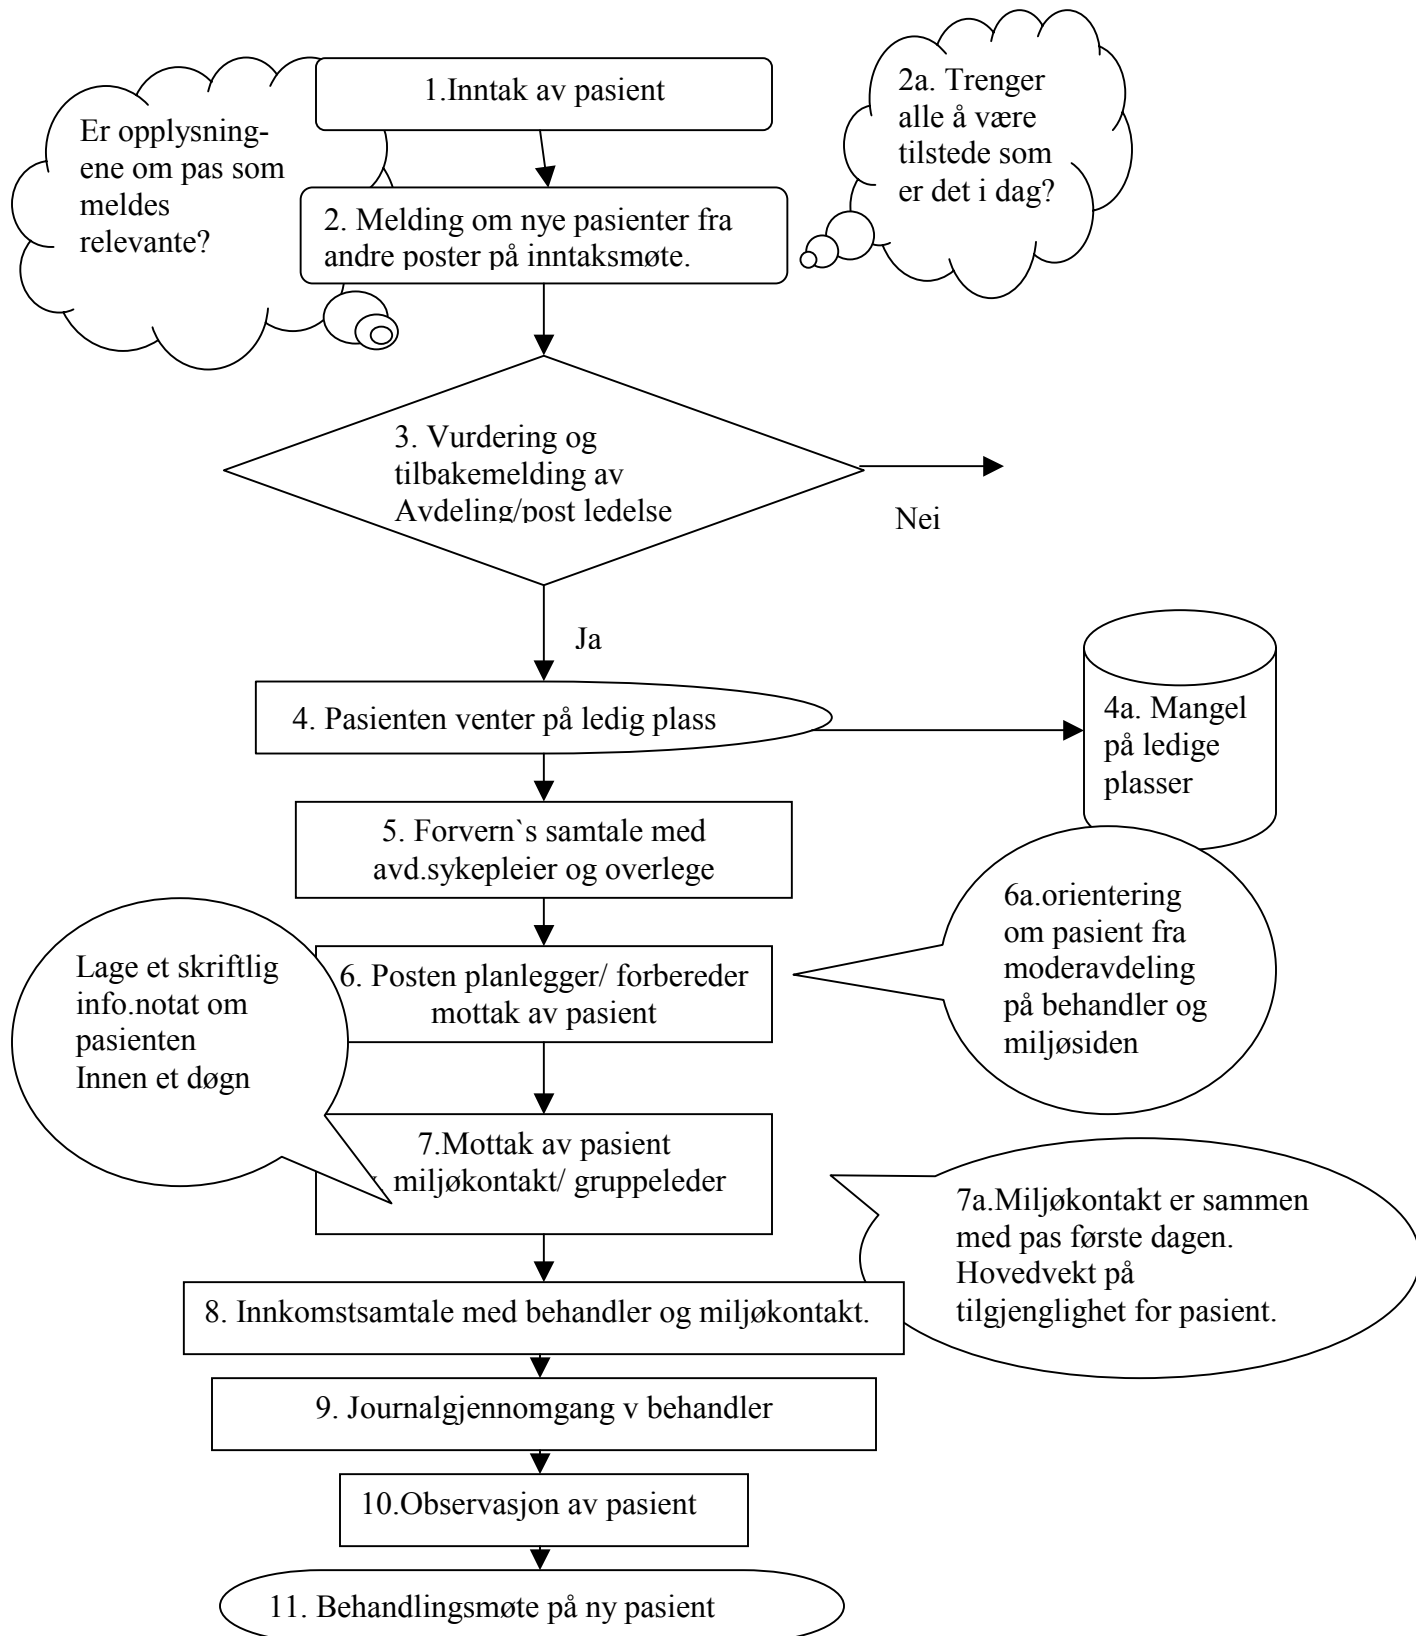 1.Inntak av pasient
Er opplysning-
ene om pas som
meldes
relevante?
2a. Trenger
alle å være
tilstede som
er det i dag?
2. Melding om nye pasienter fra
andre poster på inntaksmøte.
3. Vurdering og
tilbakemelding av
Avdeling/post ledelse
Nei
Ja
4. Pasienten venter på ledig plass
4a. Mangel
på ledige
plasser
5. Forvern`s samtale med
avd.sykepleier og overlege
6a.orientering
om pasient fra
moderavdeling
på behandler og
miljøsiden
Lage et skriftlig
info.notat om
pasienten
Innen et døgn
6. Posten planlegger/ forbereder
mottak av pasient
7.Mottak av pasient
miljøkontakt/ gruppeleder
7a.Miljøkontakt er sammen
med pas første dagen.
Hovedvekt på
tilgjenglighet for pasient.
8. Innkomstsamtale med behandler og miljøkontakt.
9. Journalgjennomgang v behandler
10.Observasjon av pasient
11. Behandlingsmøte på ny pasient